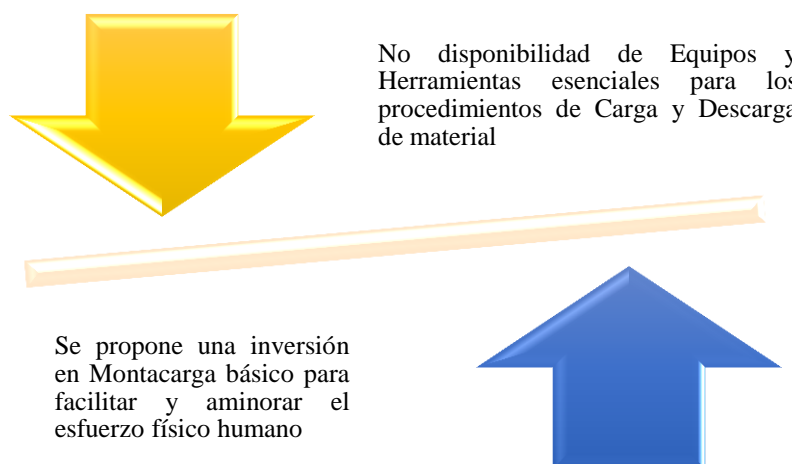 No disponibilidad de Equipos y
Herramientas esenciales para los
procedimientos de Carga y Descarga
de material
Se propone una inversión
en Montacarga básico para
facilitar y aminorar el
esfuerzo físico humano